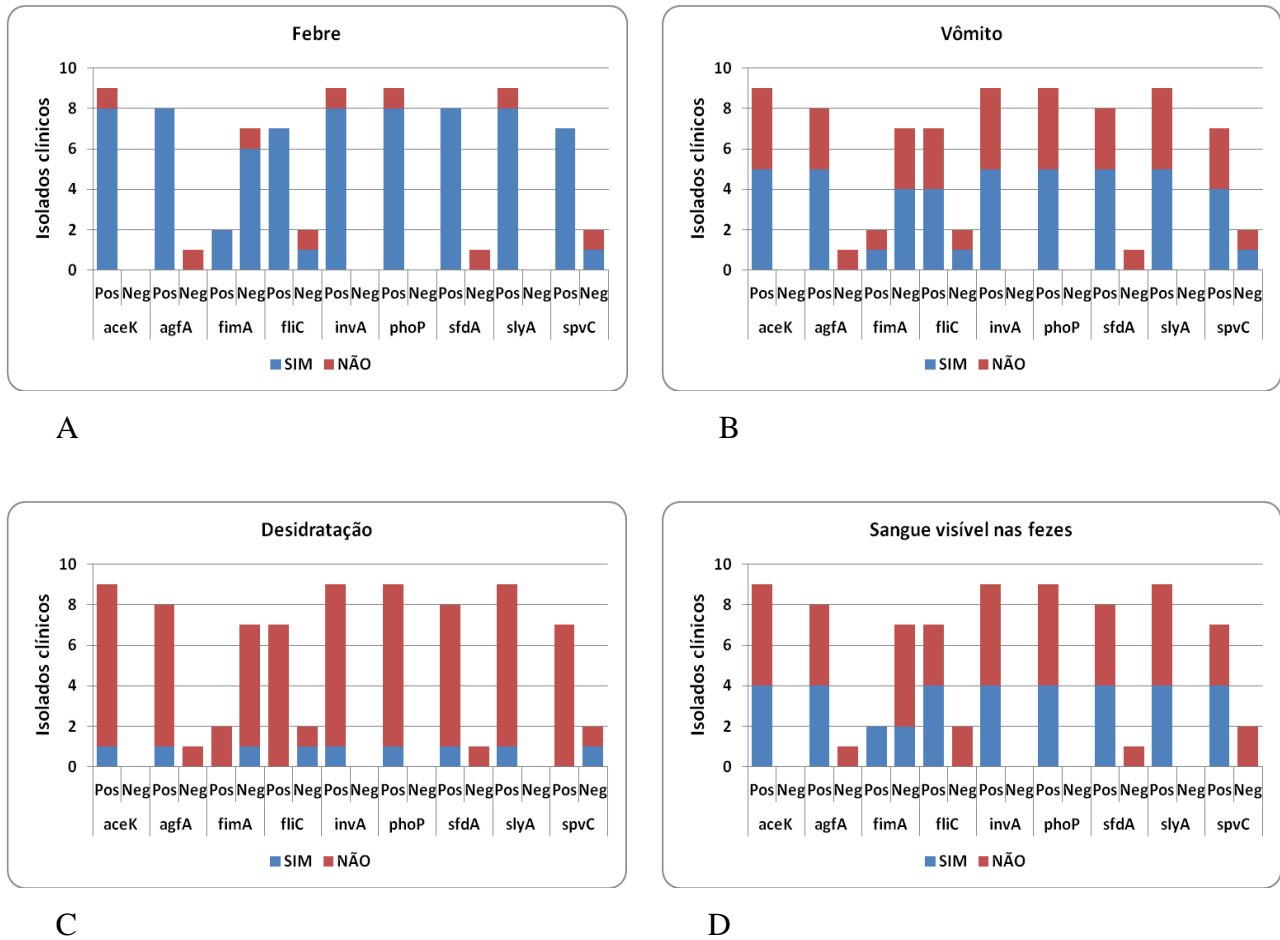 Febre
Isolados clínicos
10
8
6
4
2
0
Pos Neg Pos Neg Pos Neg Pos Neg Pos Neg Pos Neg Pos Neg Pos Neg Pos Neg
aceK agfA fimA fliC invA phoP sfdA slyA spvC
SIM NÃO
A
Vômito
Isolados clínicos
10
8
6
4
2
0
Pos Neg Pos Neg Pos Neg Pos Neg Pos Neg Pos Neg Pos Neg Pos Neg Pos Neg
aceK agfA fimA fliC invA phoP sfdA slyA spvC
SIM NÃO
B
Desidratação
Isolados clínicos
10
8
6
4
2
0
Pos Neg Pos Neg Pos Neg Pos Neg Pos Neg Pos Neg Pos Neg Pos Neg Pos Neg
aceK agfA fimA fliC invA phoP sfdA slyA spvC
SIM NÃO
C
Sangue visível nas fezes
Isolados clínicos
10
8
6
4
2
0
Pos Neg Pos Neg Pos Neg Pos Neg Pos Neg Pos Neg Pos Neg Pos Neg Pos Neg
aceK agfA fimA fliC invA phoP sfdA slyA spvC
SIM NÃO
D